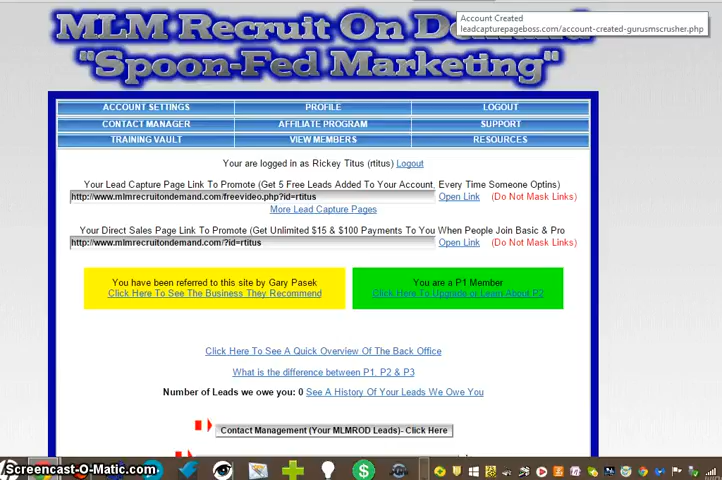 Account Created
leadcapturepageboss.com/account-created-gurusmscrusher.php
MLM Recruit On Demand
"Spoon-Fed Marketing"
ACCOUNT SETTINGS PROFILE LOGOUT
CONTACT MANAGER AFFILIATE PROGRAM SUPPORT
TRAINING VAULT VIEW MEMBERS RESOURCES
Your are logged in as Rickey Titus (rtitus) Logout
Your Lead Capture Page Link To Promote (Get 5 Free Leads Added To Your Account, Every Time Someone Optins)
http://www.mlmrecruitondemand.com/freevideo.php?id=rtitus Open Link (Do Not Mask Links)
More Lead Capture Pages
Your Direct Sales Page Link To Promote (Get Unlimited $15 & $100 Payments To You When People Join Basic & Pro
http://www.mlmrecruitondemand.com/?id=rtitus Open Link (Do Not Mask Links)
You have been referred to this site by Gary Pasek
Click Here To See The Business They Recommend
You are a P1 Member
Click Here To Upgrade or Learn About P2
Click Here To See A Quick Overview Of The Back Office
What is the difference between P1, P2 & P3
Number of Leads we owe you: 0 See A History Of Your Leads We Owe You
Contact Management (Your MLMROD Leads)- Click Here
Screencast-O-Matic.com